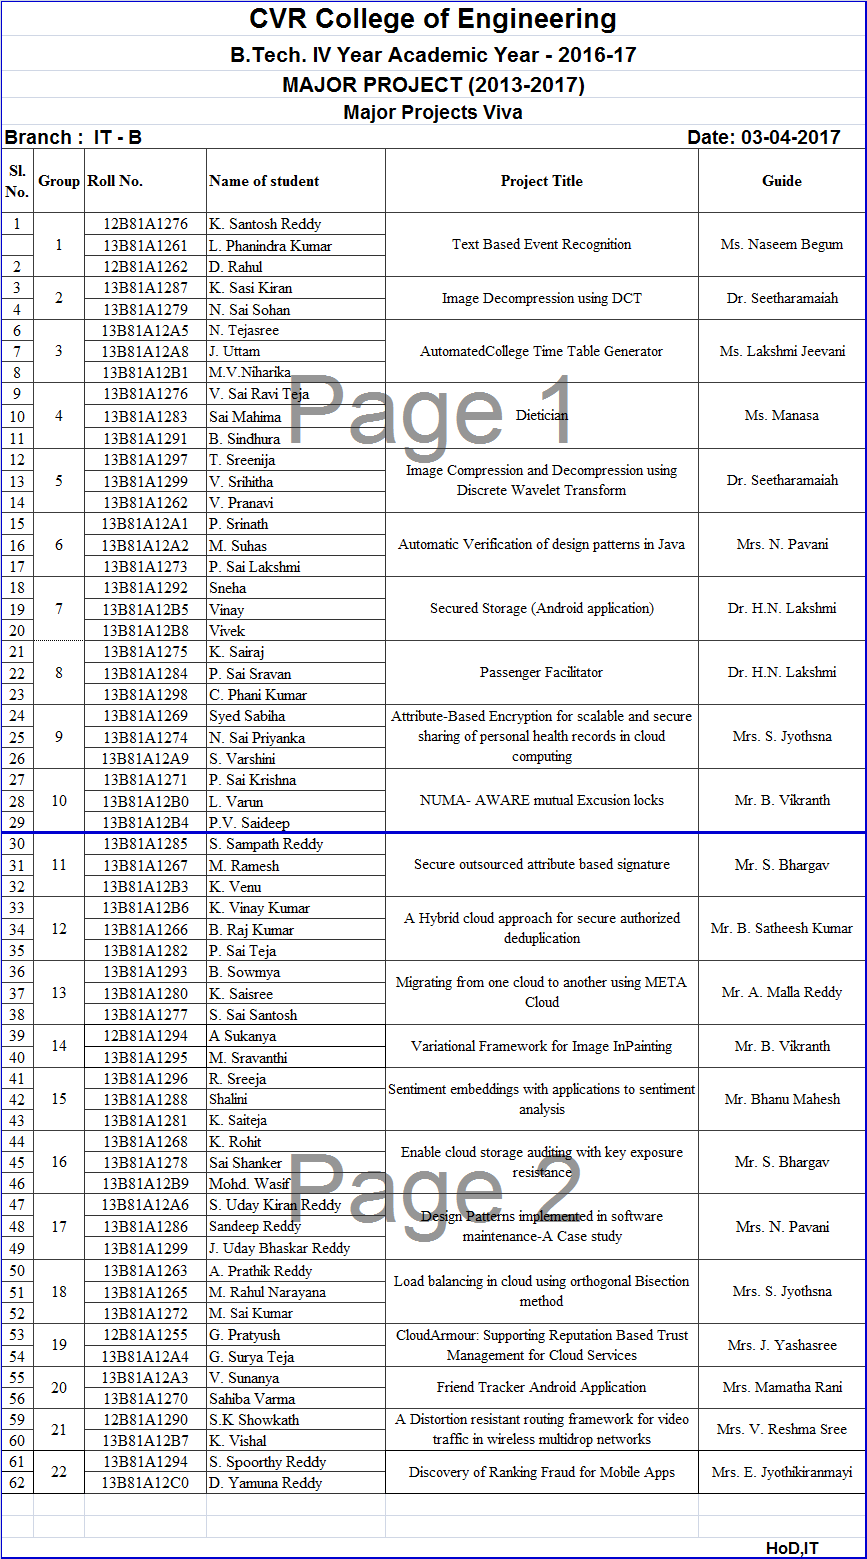 CVR College of Engineering
B.Tech. IV Year Academic Year - 2016-17
MAJOR PROJECT (2013-2017)
Major Projects Viva
Branch : IT - B Date: 03-04-2017
Sl. No. Group Roll No. Name of student Project Title Guide
1 12B81A1276 K. Santosh Reddy
1 13B81A1261 L. Phanindra Kumar Text Based Event Recognition Ms. Naseem Begum
2 12B81A1262 D. Rahul
3 13B81A1287 K. Sasi Kiran
2 Image Decompression using DCT Dr. Seetharamaiah
4 13B81A1279 N. Sai Sohan
6 13B81A12A5 N. Tejasree
7 3 13B81A12A8 J. Uttam AutomatedCollege Time Table Generator Ms. Lakshmi Jeevani
8 13B81A12B1 M.V.Niharika
9 13B81A1276 V. Sai Ravi Teja
Page 1
10 4 13B81A1283 Sai Mahima Dietician Ms. Manasa
11 13B81A1291 B. Sindhura
12 13B81A1297 T. Sreenija
13 5 13B81A1299 V. Srihitha Image Compression and Decompression using Discrete Wavelet Transform Dr. Seetharamaiah
14 13B81A1262 V. Pranavi
15 13B81A12A1 P. Srinath
16 6 13B81A12A2 M. Suhas Automatic Verification of design patterns in Java Mrs. N. Pavani
17 13B81A1273 P. Sai Lakshmi
18 13B81A1292 Sneha
19 7 13B81A12B5 Vinay Secured Storage (Android application) Dr. H.N. Lakshmi
20 13B81A12B8 Vivek
21 13B81A1275 K. Sairaj
22 8 13B81A1284 P. Sai Sravan Passenger Facilitator Dr. H.N. Lakshmi
23 13B81A1298 C. Phani Kumar
24 13B81A1269 Syed Sabiha
25 9 13B81A1274 N. Sai Priyanka Attribute-Based Encryption for scalable and secure sharing of personal health records in cloud computing Mrs. S. Jyothsna
26 13B81A12A9 S. Varshini
27 13B81A1271 P. Sai Krishna
28 10 13B81A12B0 L. Varun NUMA- AWARE mutual Excusion locks Mr. B. Vikranth
29 13B81A12B4 P.V. Saideep
30 13B81A1285 S. Sampath Reddy
31 11 13B81A1267 M. Ramesh Secure outsourced attribute based signature Mr. S. Bhargav
32 13B81A12B3 K. Venu
33 13B81A12B6 K. Vinay Kumar
34 12 13B81A1266 B. Raj Kumar A Hybrid cloud approach for secure authorized deduplication Mr. B. Satheesh Kumar
35 13B81A1282 P. Sai Teja
36 13B81A1293 B. Sowmya
37 13 13B81A1280 K. Saisree Migrating from one cloud to another using META Cloud Mr. A. Malla Reddy
38 13B81A1277 S. Sai Santosh
39 12B81A1294 A Sukanya
14 Variational Framework for Image InPainting Mr. B. Vikranth
40 13B81A1295 M. Sravanthi
41 13B81A1296 R. Sreeja
42 15 13B81A1288 Shalini Sentiment embeddings with applications to sentiment analysis Mr. Bhanu Mahesh
43 13B81A1281 K. Saiteja
44 13B81A1268 K. Rohit
45 16 13B81A1278 Sai Shanker Enable cloud storage auditing with key exposure resistance Mr. S. Bhargav
46 13B81A12B9 Mohd. Wasif
Page 2
47 13B81A12A6 S. Uday Kiran Reddy
48 17 13B81A1286 Sandeep Reddy Design Patterns implemented in software maintenance-A Case study Mrs. N. Pavani
49 13B81A1299 J. Uday Bhaskar Reddy
50 13B81A1263 A. Prathik Reddy
51 18 13B81A1265 M. Rahul Narayana Load balancing in cloud using orthogonal Bisection method Mrs. S. Jyothsna
52 13B81A1272 M. Sai Kumar
53 12B81A1255 G. Pratyush
19 CloudArmour: Supporting Reputation Based Trust Management for Cloud Services Mrs. J. Yashasree
54 13B81A12A4 G. Surya Teja
55 13B81A12A3 V. Sunanya
20 Friend Tracker Android Application Mrs. Mamatha Rani
56 13B81A1270 Sahiba Varma
59 12B81A1290 S.K Showkath
21 A Distortion resistant routing framework for video traffic in wireless multidrop networks Mrs. V. Reshma Sree
60 13B81A12B7 K. Vishal
61 13B81A1294 S. Spoorthy Reddy
22 Discovery of Ranking Fraud for Mobile Apps Mrs. E. Jyothikiranmayi
62 13B81A12C0 D. Yamuna Reddy
HoD,IT